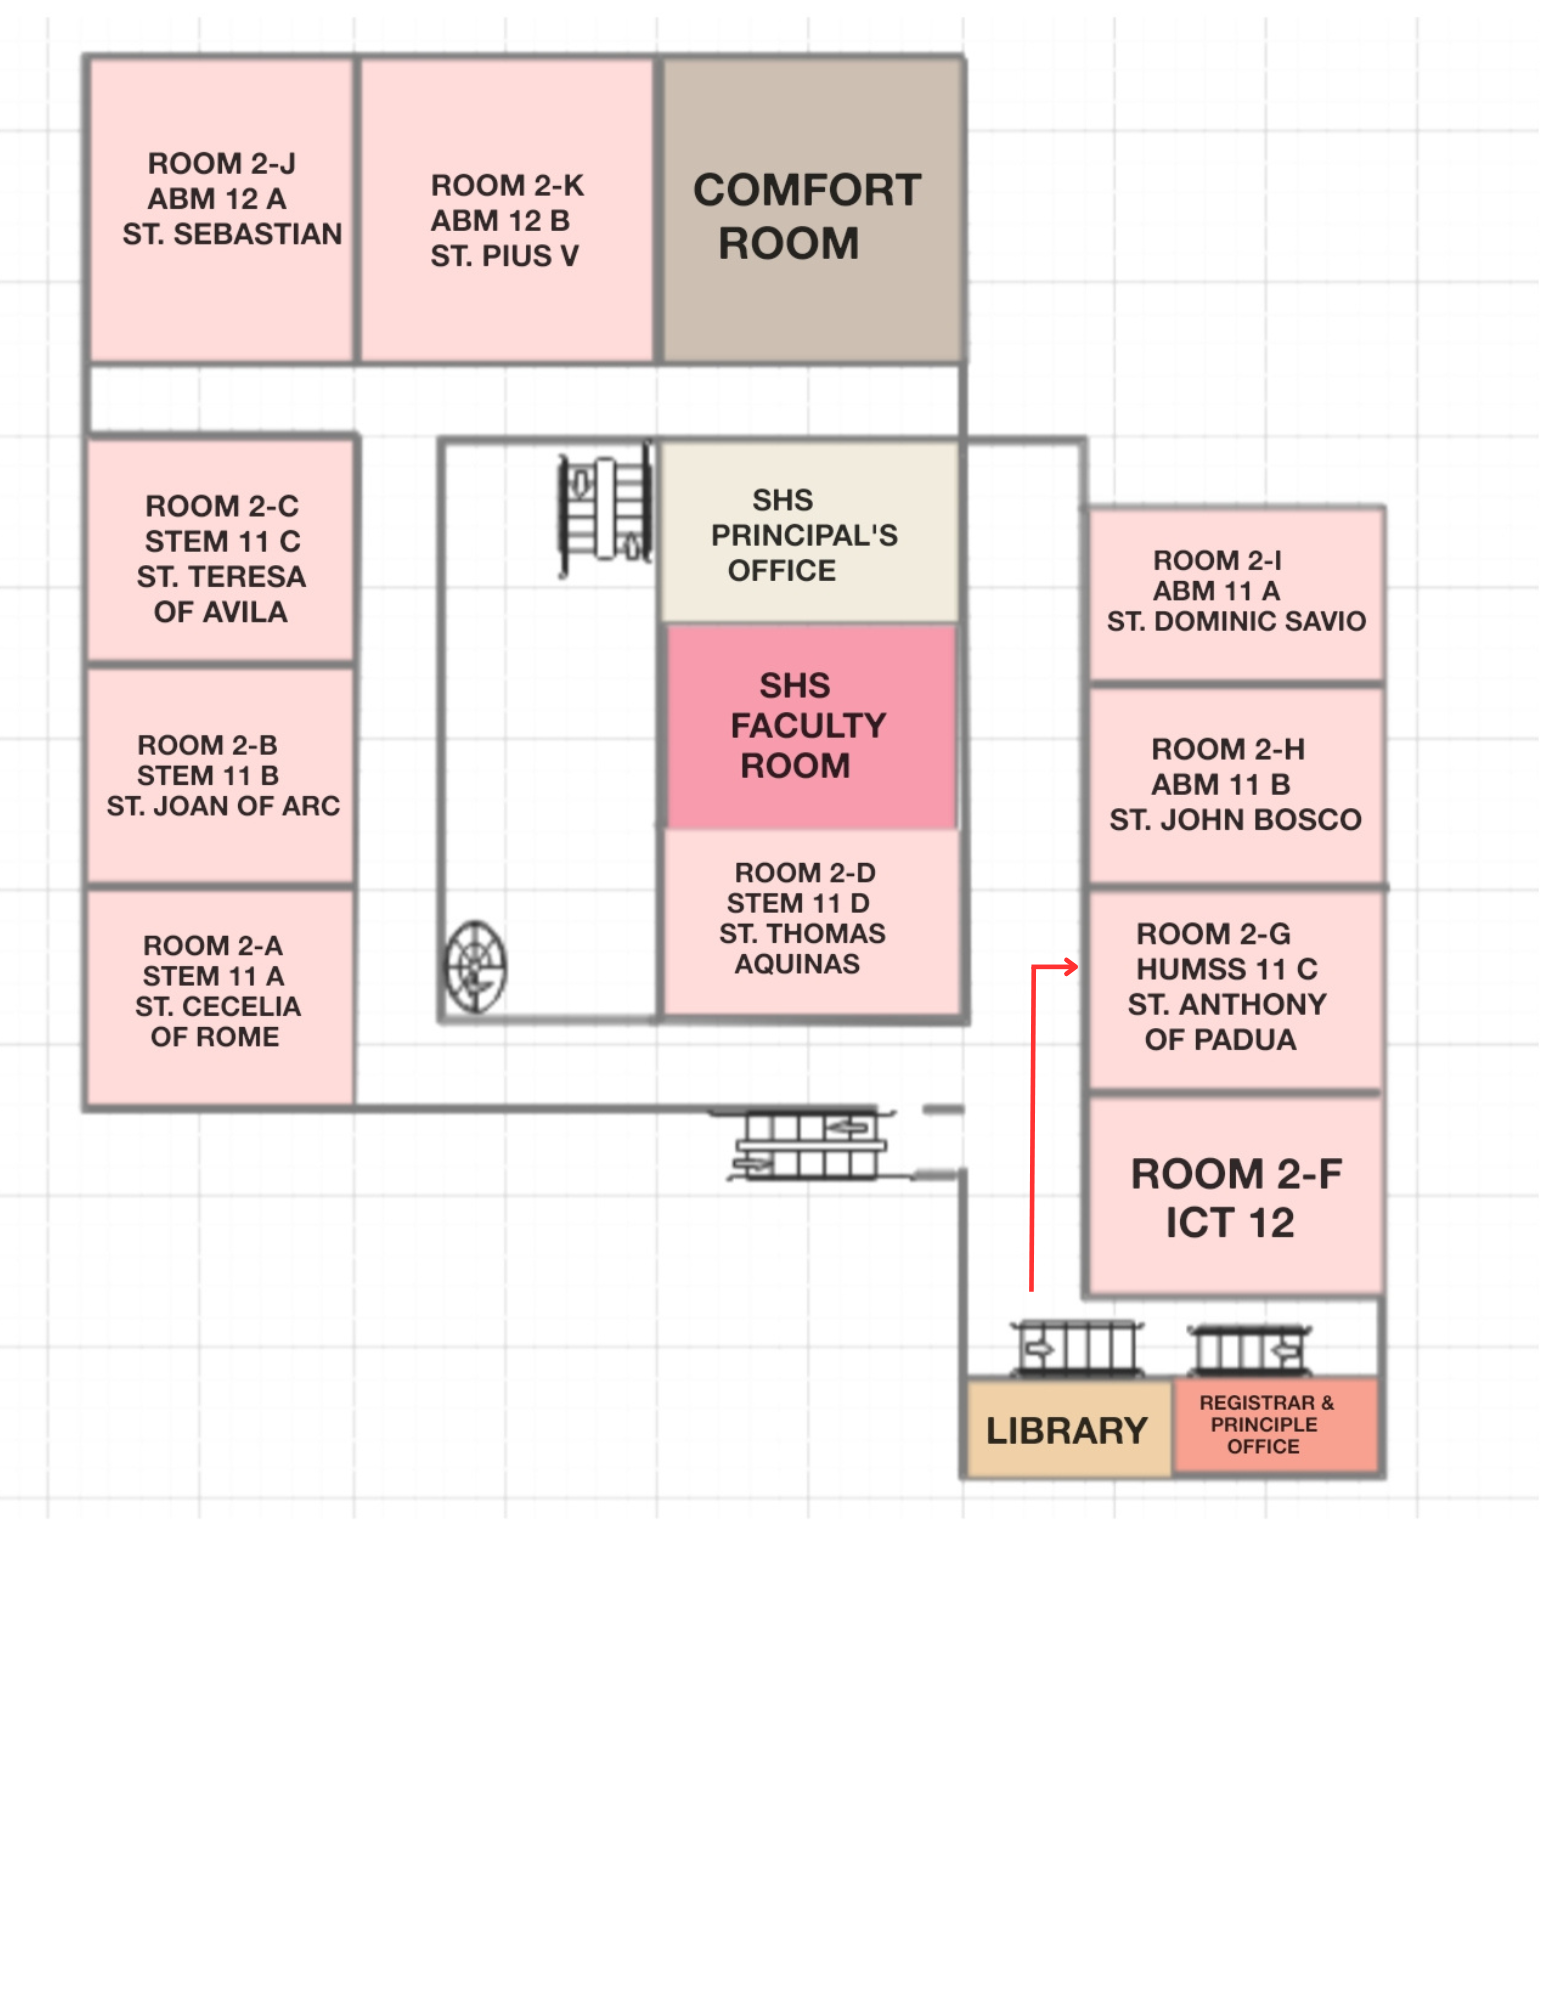 ROOM 2-J
ABM 12 A
ST. SEBASTIAN
ROOM 2-K
ABM 12 B
ST. PIUS V
COMFORT
ROOM
ROOM 2-C
STEM 11 C
ST. TERESA
OF AVILA
SHS
PRINCIPAL'S
OFFICE
ROOM 2-I
ABM 11 A
ST. DOMINIC SAVIO
ROOM 2-B
STEM 11 B
ST. JOAN OF ARC
SHS
FACULTY
ROOM
ROOM 2-H
ABM 11 B
ST. JOHN BOSCO
ROOM 2-A
STEM 11 A
ST. CECELIA
OF ROME
ROOM 2-D
STEM 11 D
ST. THOMAS
AQUINAS
ROOM 2-G
HUMSS 11 C
ST. ANTHONY
OF PADUA
ROOM 2-F
ICT 12
LIBRARY
REGISTRAR &
PRINCIPLE
OFFICE